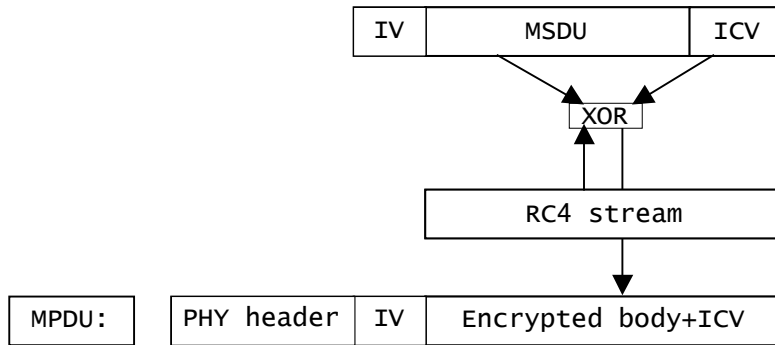 IV MSDU ICV
XOR
RC4 stream
MPDU: PHY header IV Encrypted body+ICV